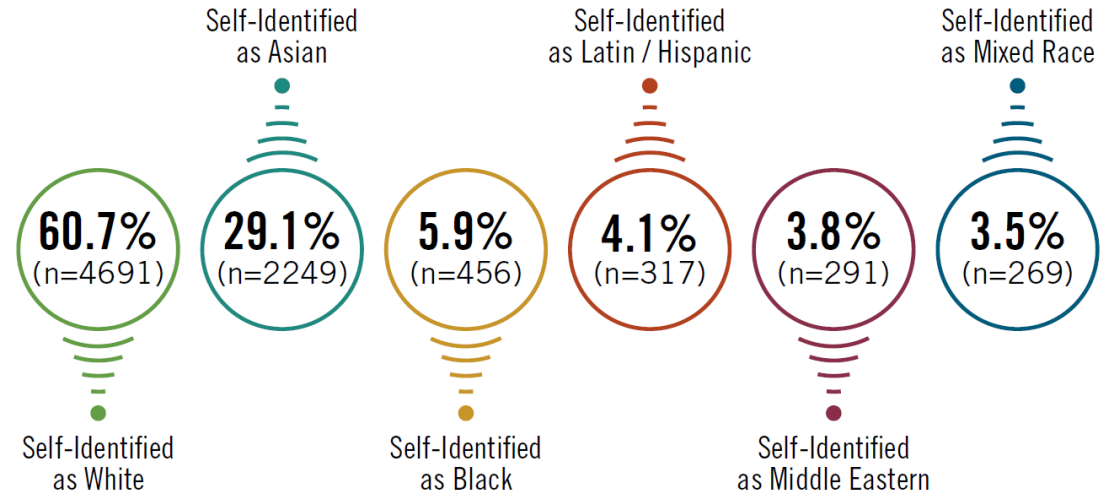 Self-Identified
as Asian
Self-Identified
as Latin / Hispanic
Self-Identified
as Mixed Race
60.7%
(n=4691)
29.1%
(n=2249)
5.9%
(n=456)
4.1%
(n=317)
3.8%
(n=291)
3.5%
(n=269)
Self-Identified
as White
Self-Identified
as Black
Self-Identified
as Middle Eastern